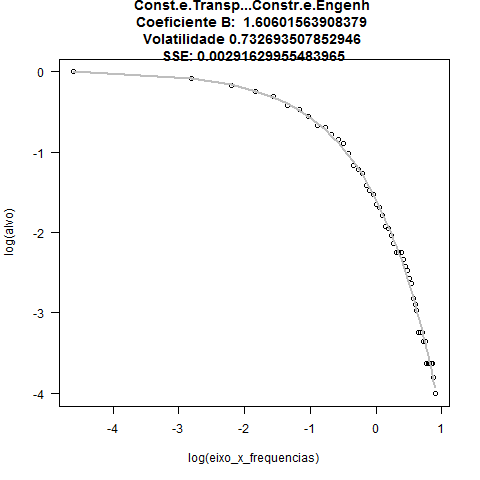 Const.e.Transp...Constr.e.Engenh
Coeficiente B:  1.60601563908379
Volatilidade 0.732693507852946
SSE: 0.00291629955483965
0
-1
-2
-3
-4
log(alvo)
-4 -3 -2 -1 0 1
log(eixo_x_frequencias)